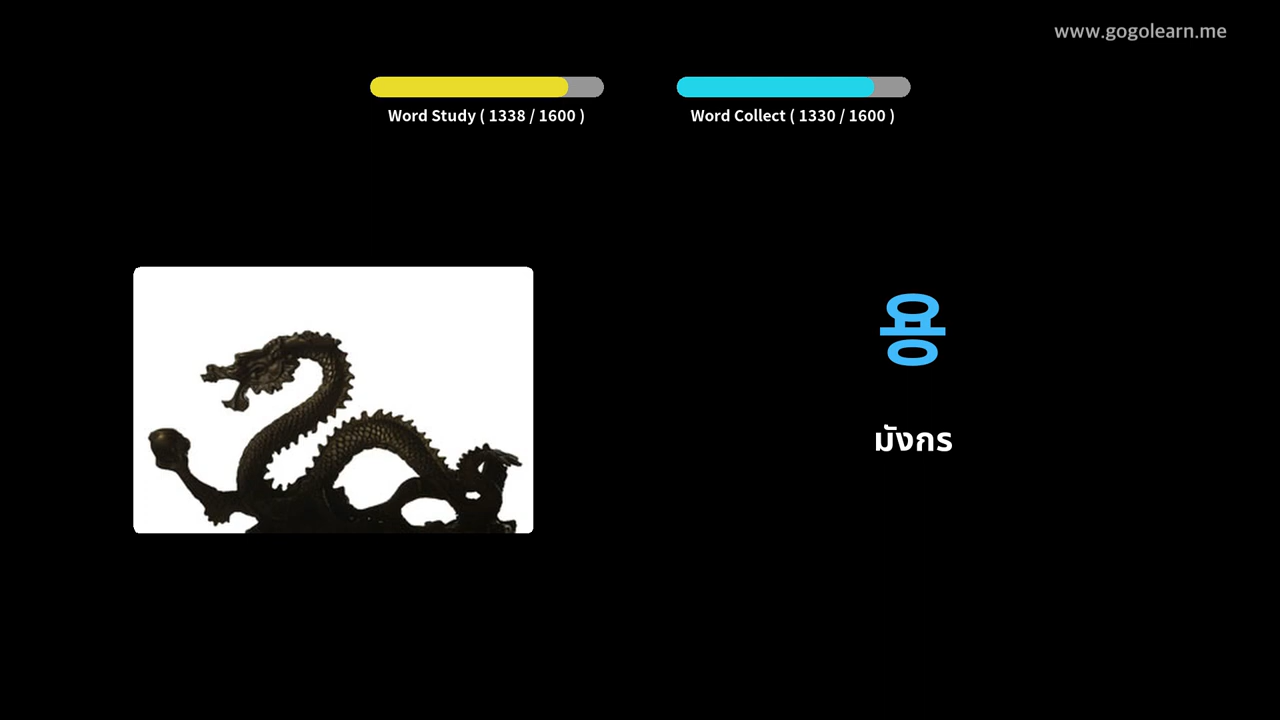 www.gogolearn.me
Word Study ( 1338 / 1600 )
Word Collect ( 1330 / 1600 )
용
มังกร